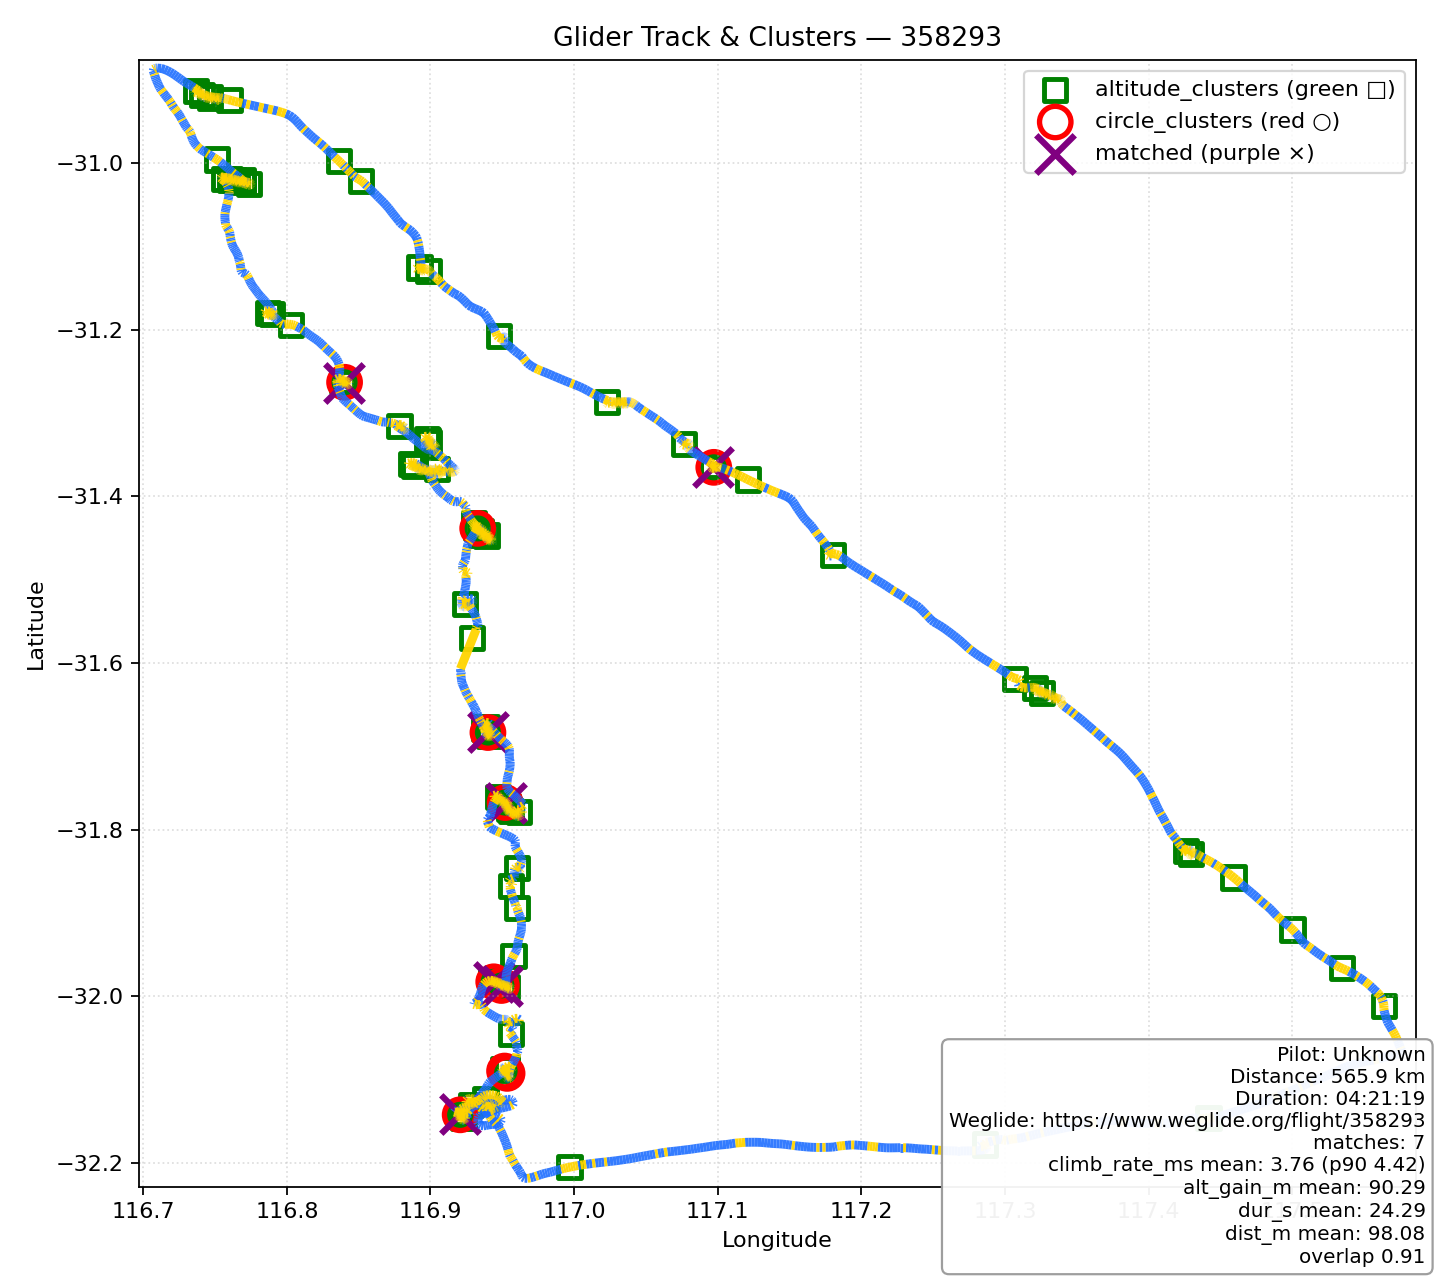 Glider Track & Clusters — 358293
altitude_clusters (green □)
circle_clusters (red ○)
matched (purple ×)
Latitude
−31.0
−31.2
−31.4
−31.6
−31.8
−32.0
−32.2
116.7
116.8
116.9
117.0
117.1
117.2
117.3
117.4
Longitude
Pilot: Unknown
Distance: 565.9 km
Duration: 04:21:19
Weglide: https://www.weglide.org/flight/358293
matches: 7
climb_rate_ms mean: 3.76 (p90 4.42)
alt_gain_m mean: 90.29
dur_s mean: 24.29
dist_m mean: 98.08
overlap 0.91